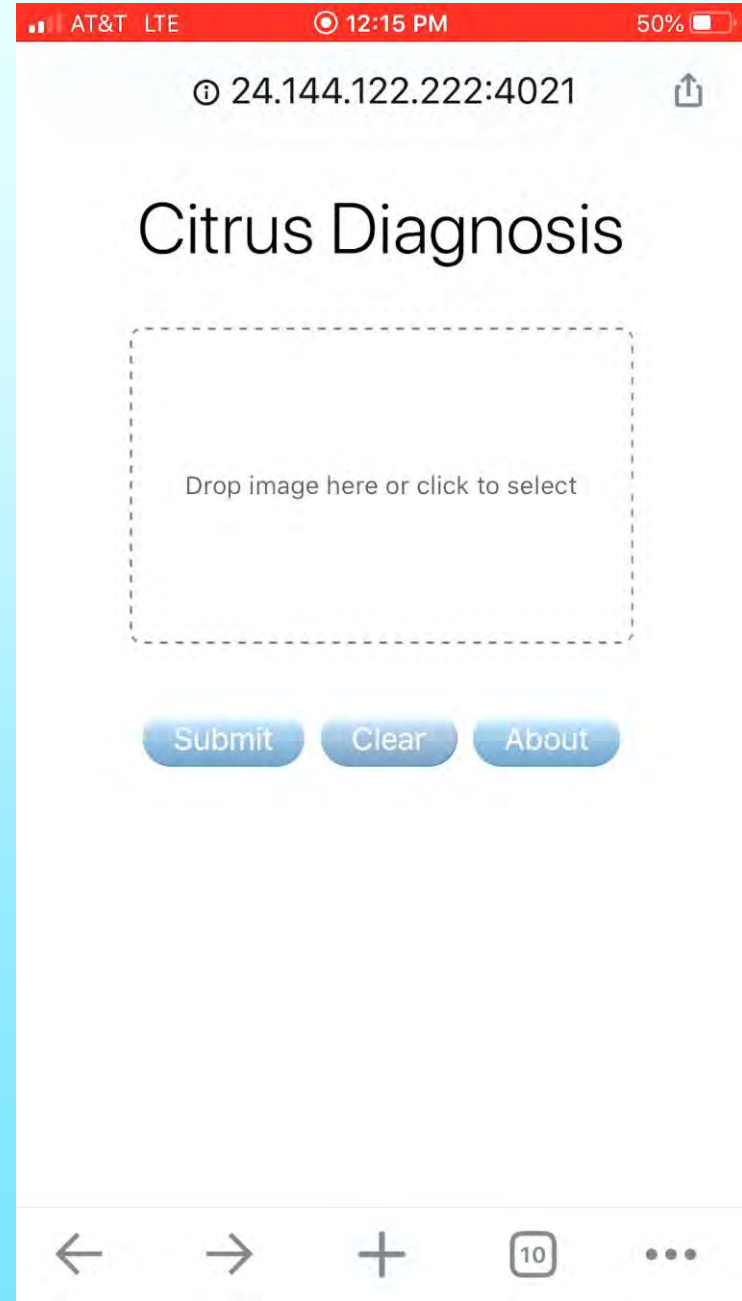 AT&T LTE 12:15 PM 50%
24.144.122.222:4021
Citrus Diagnosis
Drop image here or click to select
Submit Clear About
10